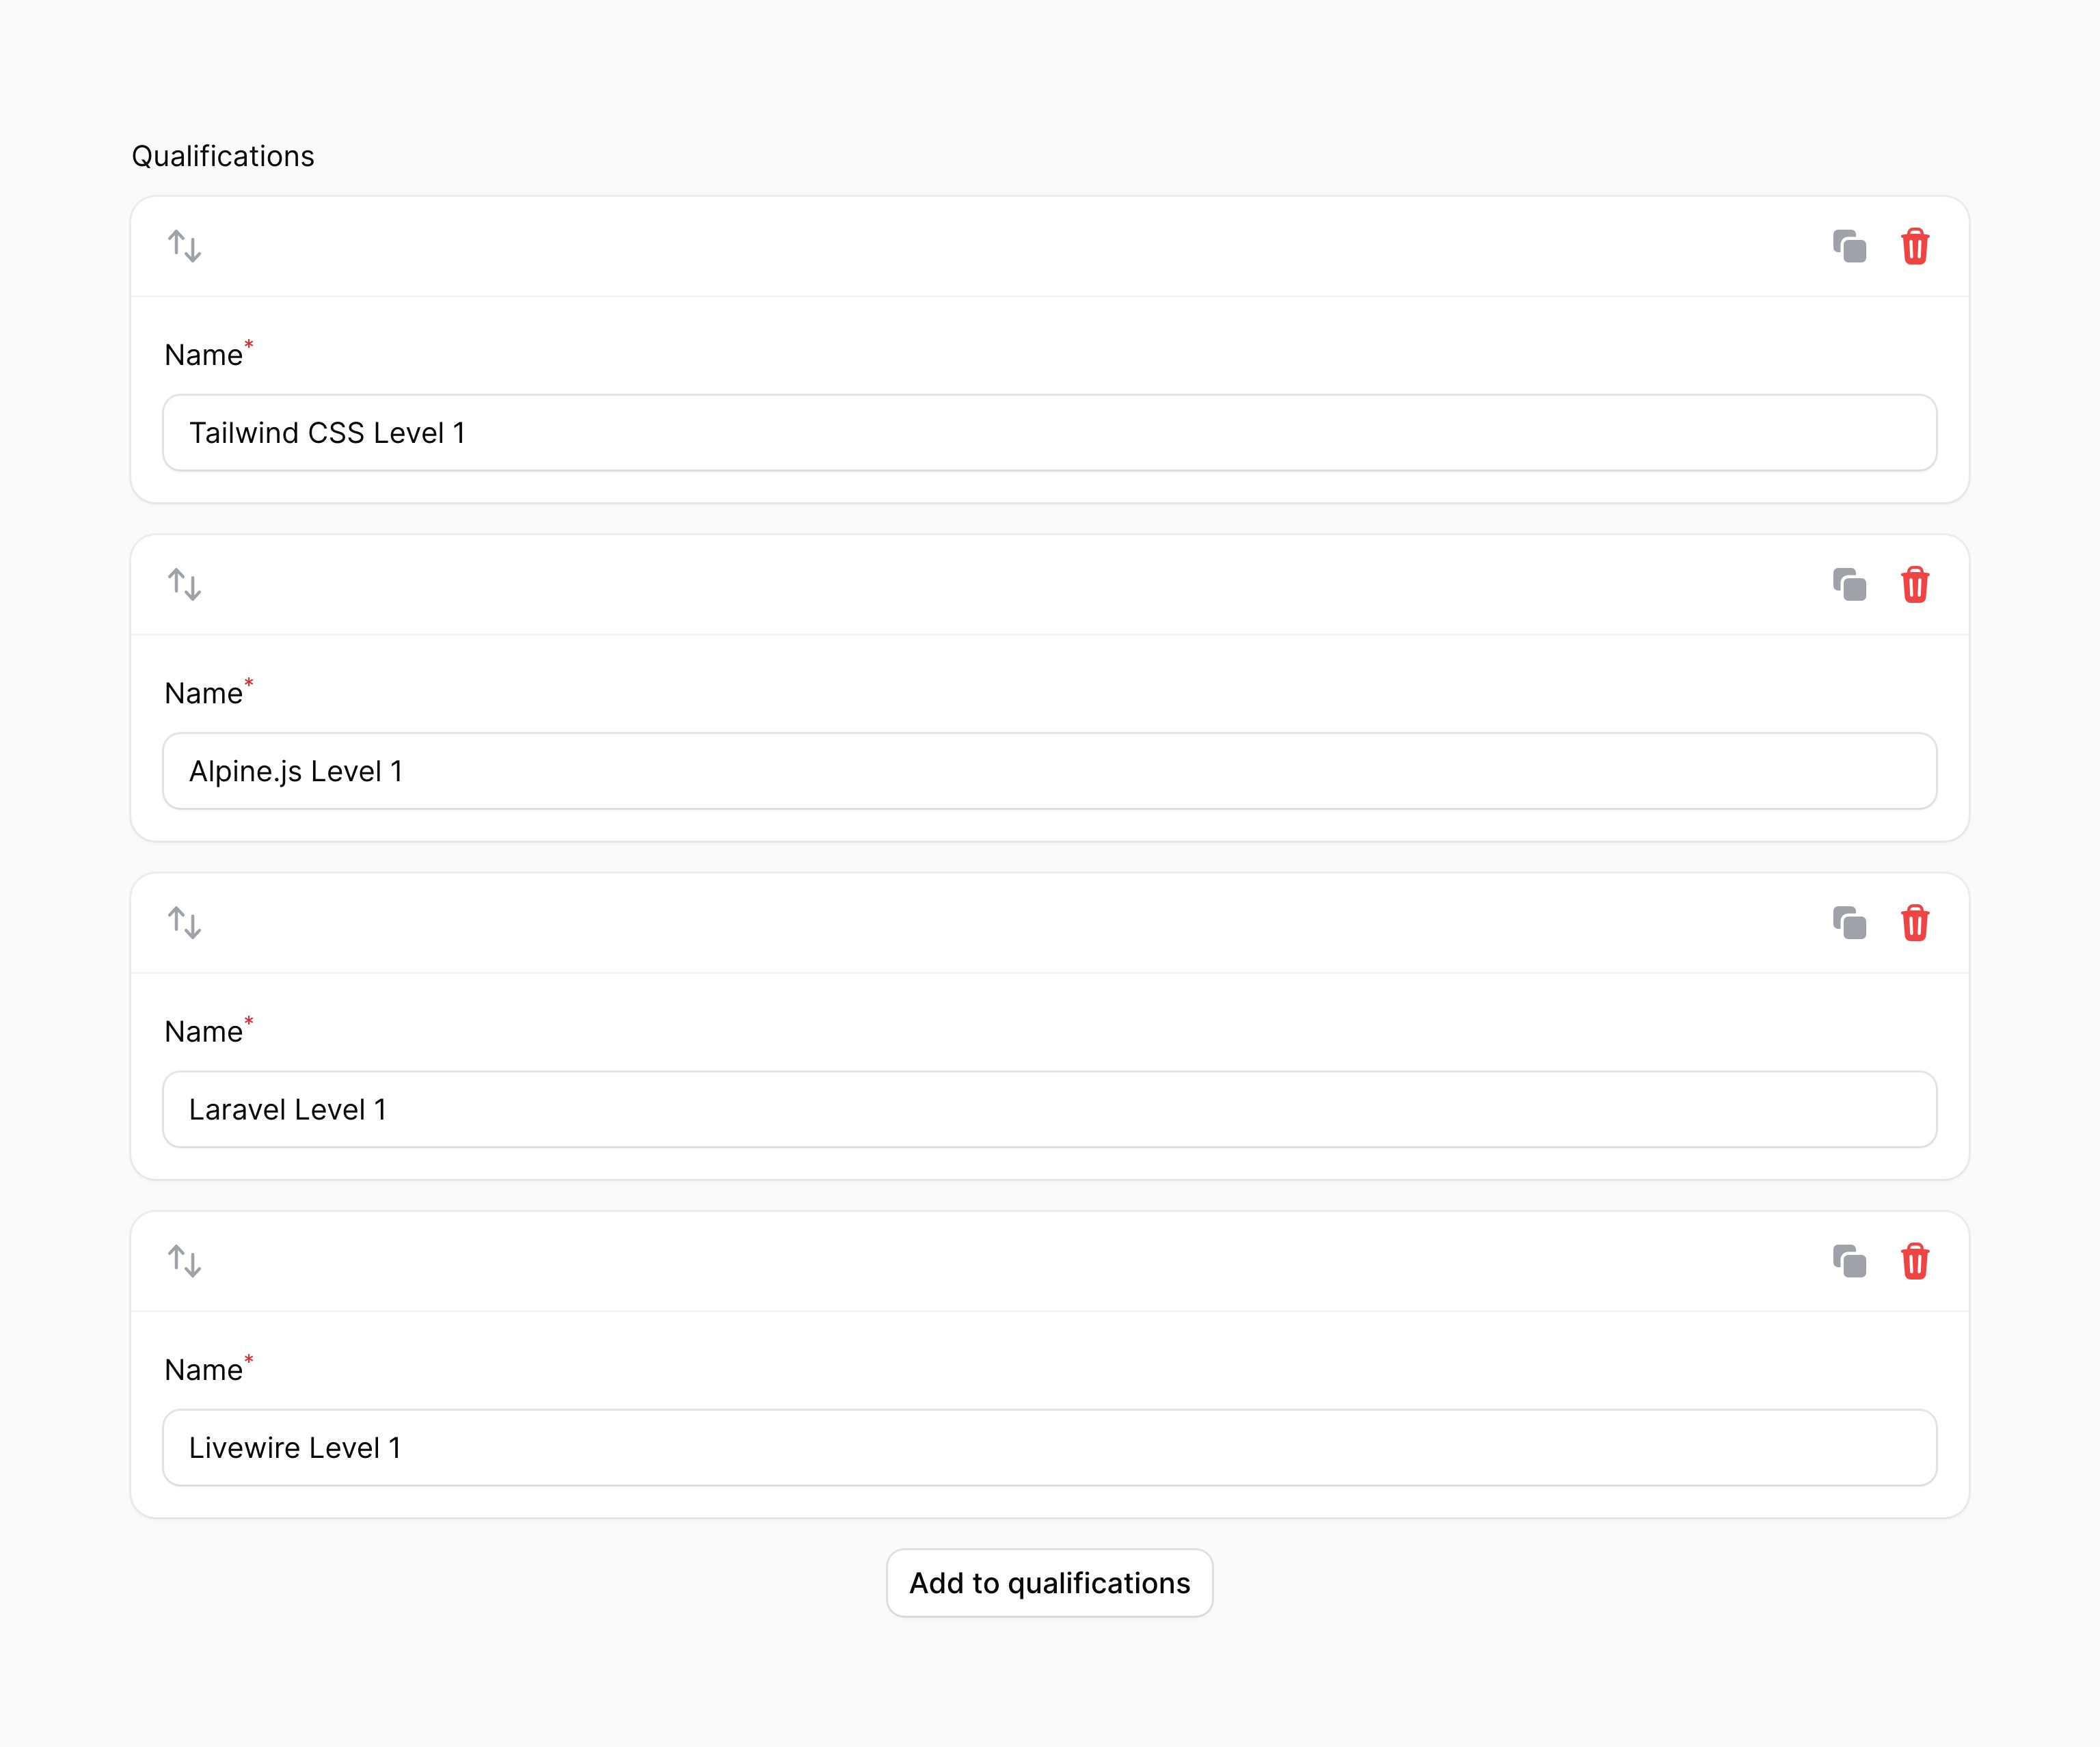 Qualifications
Name*
Tailwind CSS Level 1
Name*
Alpine.js Level 1
Name*
Laravel Level 1
Name*
Livewire Level 1
Add to qualifications